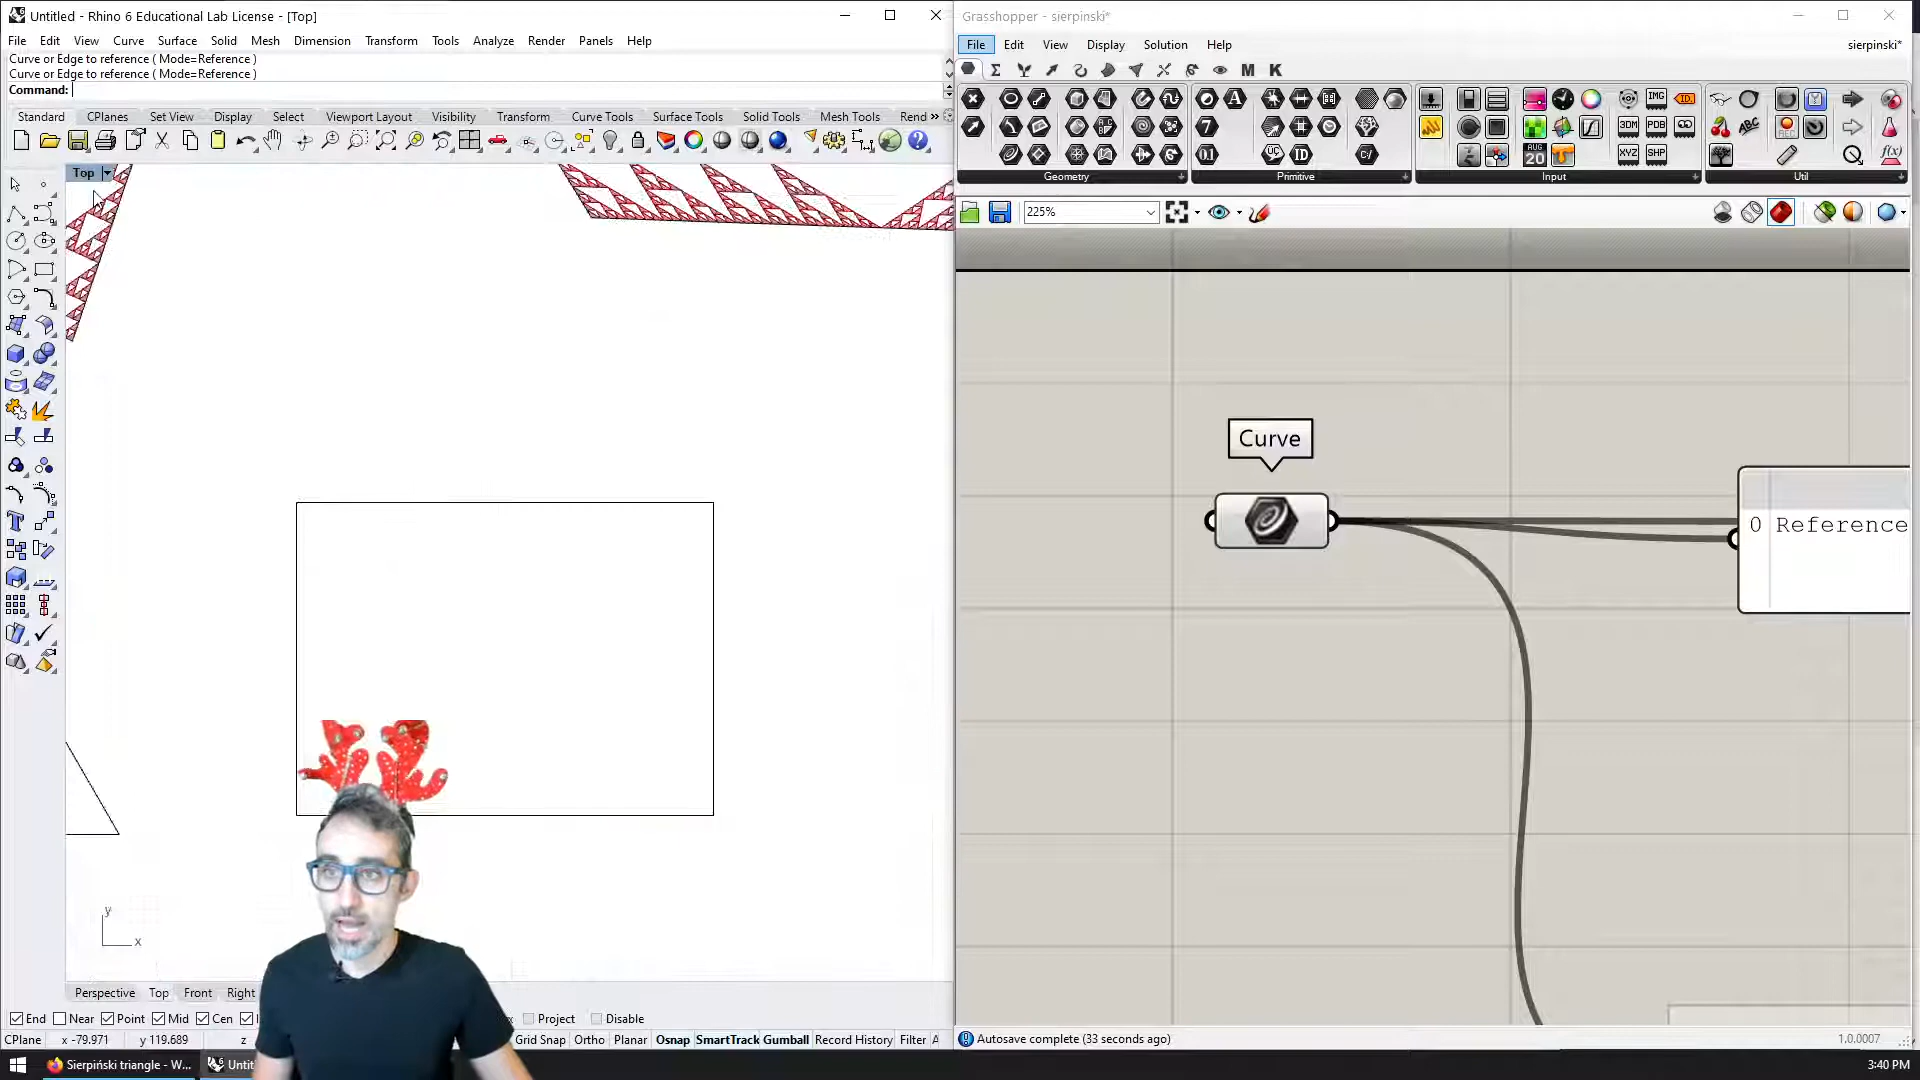 Untitled - Rhino 6 Educational Lab License - [Top]
File Edit View Curve Surface Solid Mesh Dimension Transform Tools Analyze Render Panels Help
Curve or Edge to reference ( Mode=Reference )
Curve or Edge to reference ( Mode=Reference )
Command:
Standard CPlanes Set View Display Select Viewport Layout Visibility Transform Curve Tools Surface Tools Solid Tools Mesh Tools Rend »
Top
y
x
Perspective Top Front Right
End Near Point Mid Cen Project Disable
CPlane x -79.971 y 119.689 z Grid Snap Ortho Planar Osnap SmartTrack Gumball Record History Filter A
Sierpiński triangle - W... Untit
Grasshopper - sierpinski*
File Edit View Display Solution Help sierpinski*
Geometry Primitive Input Util
225%
Curve
0 Reference
Autosave complete (33 seconds ago) 1.0.0007
3:40 PM